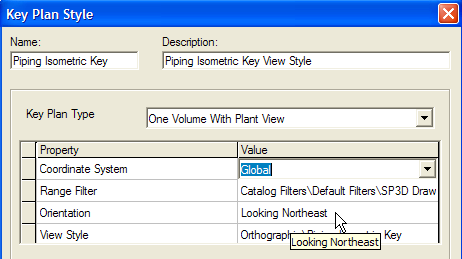 Key Plan Style
Name: Description:
Piping Isometric Key Piping Isometric Key View Style
Key Plan Type One Volume With Plant View
Property Value
Coordinate System Global
Range Filter Catalog Filters\Default Filters\SP3D Draw
Orientation Looking Northeast
View Style Orthographic Key
Looking Northeast